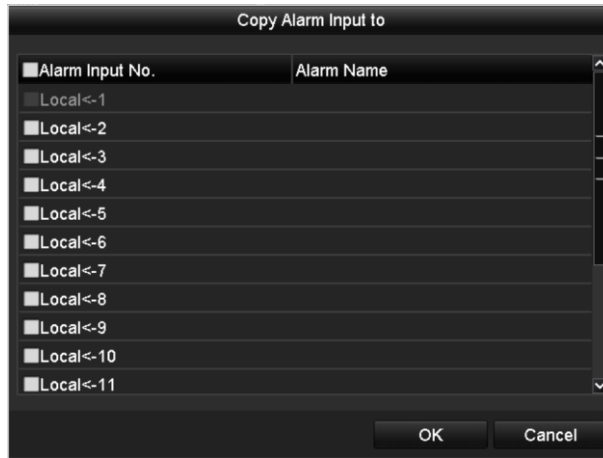 Copy Alarm Input to
Alarm Input No. Alarm Name
Local<-1
Local<-2
Local<-3
Local<-4
Local<-5
Local<-6
Local<-7
Local<-8
Local<-9
Local<-10
Local<-11
OK Cancel